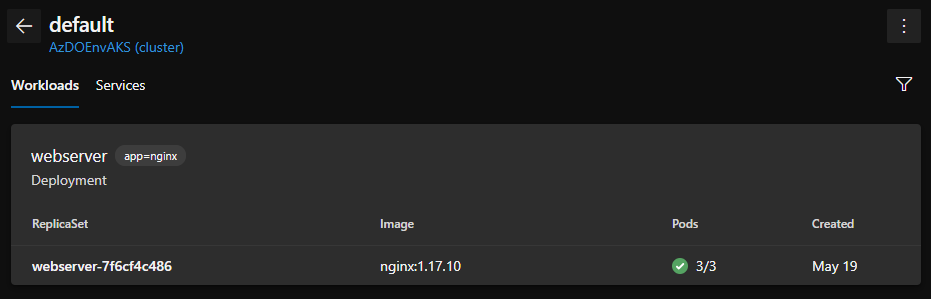 default
AzDOEnvAKS (cluster)
Workloads Services
webserver app=nginx
Deployment
ReplicaSet Image Pods Created
webserver-7f6cf4c486 nginx:1.17.10 3/3 May 19